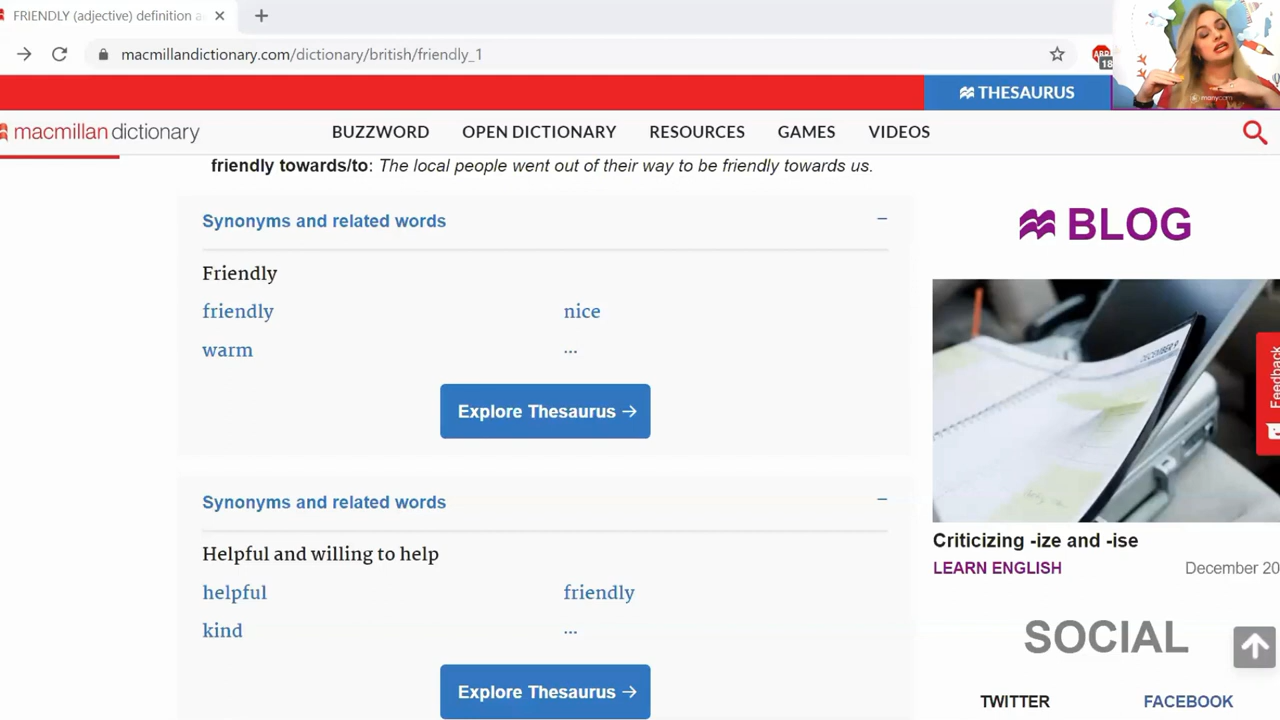 FRIENDLY (adjective) definition a
macmillandictionary.com/dictionary/british/friendly_1
18
THESAURUS
macmillan dictionary
BUZZWORD
OPEN DICTIONARY
RESOURCES
GAMES
VIDEOS
friendly towards/to: The local people went out of their way to be friendly towards us.
Synonyms and related words
Friendly
friendly
nice
warm
...
Explore Thesaurus →
Synonyms and related words
Helpful and willing to help
helpful
friendly
kind
...
Explore Thesaurus →
BLOG
Feedback
Criticizing -ize and -ise
LEARN ENGLISH
December 20
SOCIAL
TWITTER
FACEBOOK